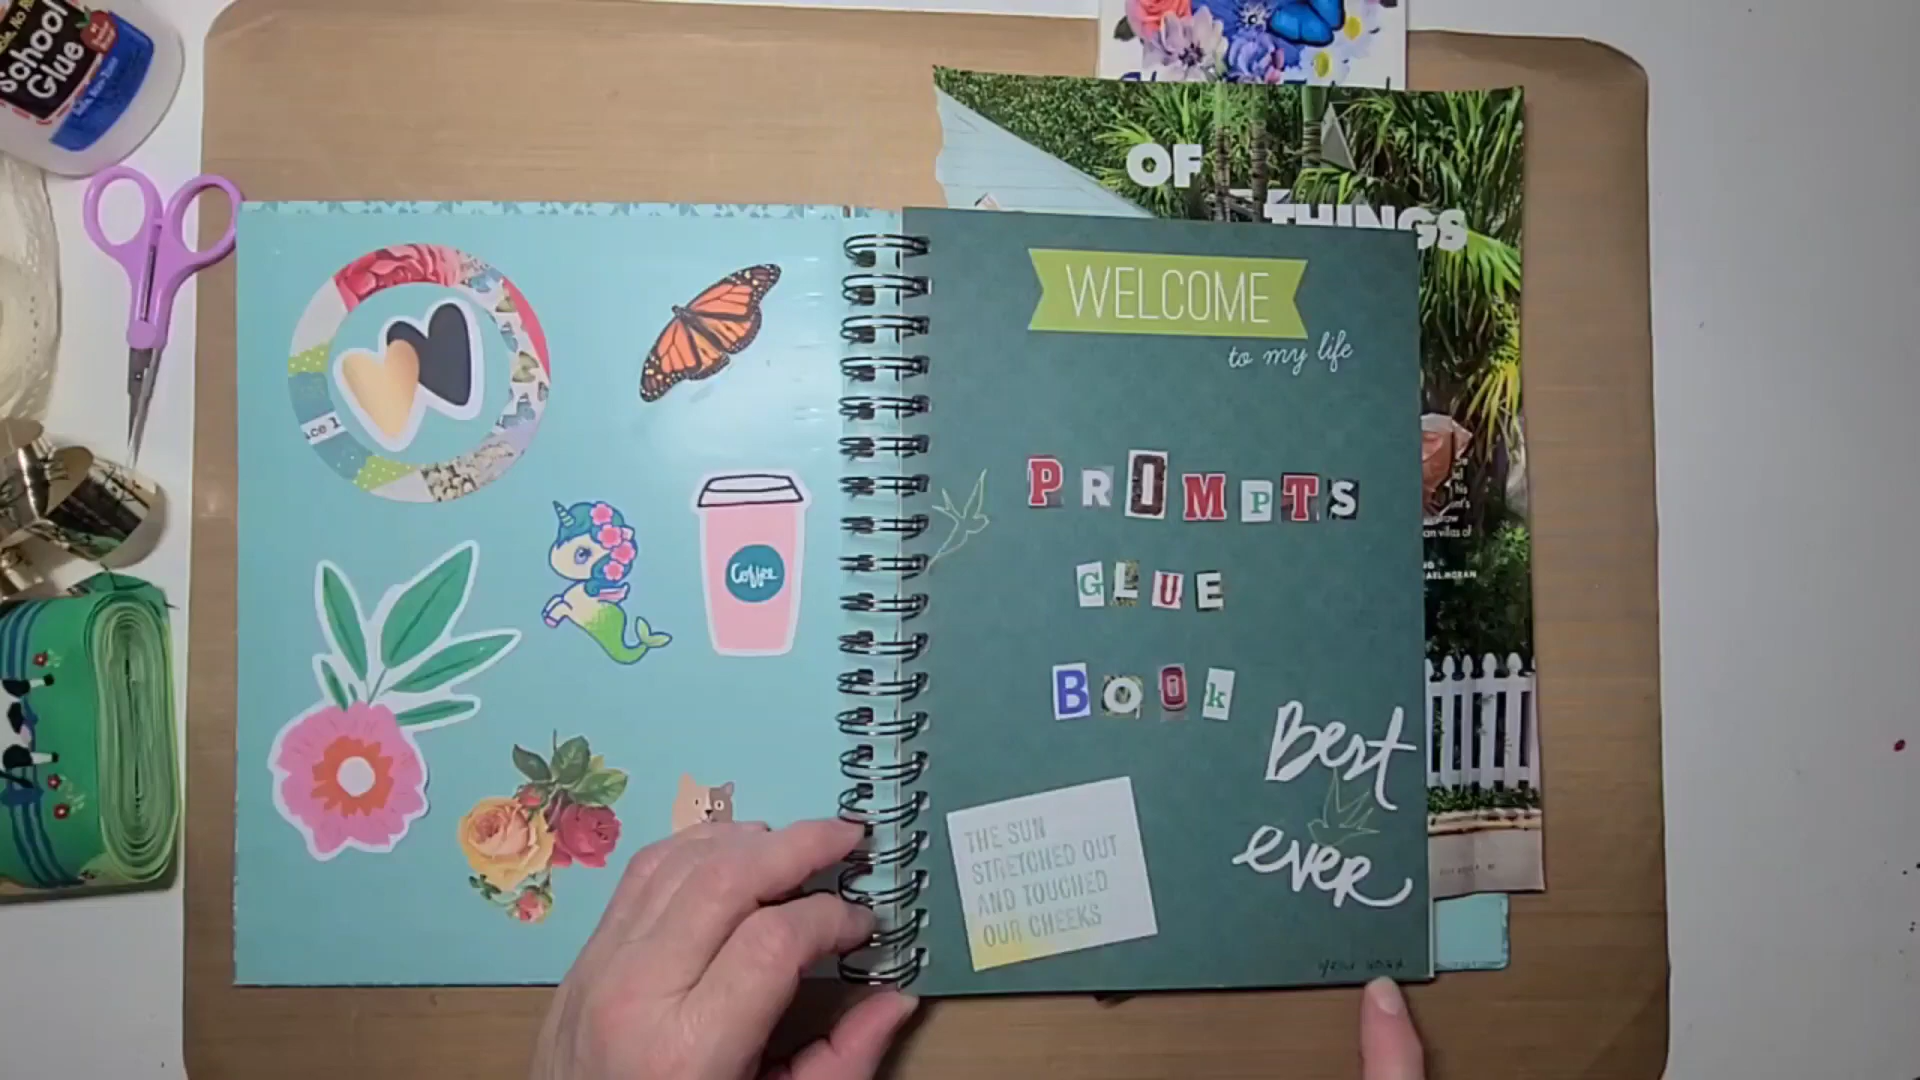 School
Glue
OF
THINGS
WELCOME
to my life
PROMPTS
GLUE
BOOk
Best
ever
THE SUN
STRETCHED OUT
AND TOUCHED
OUR CHEEKS
Coffee